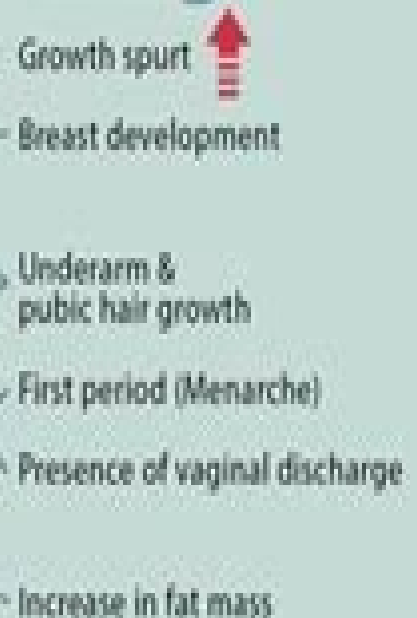 Growth spurt
Breast development
Underarm &
pubic hair growth
First period (Menarche)
Presence of vaginal discharge
Increase in fat mass